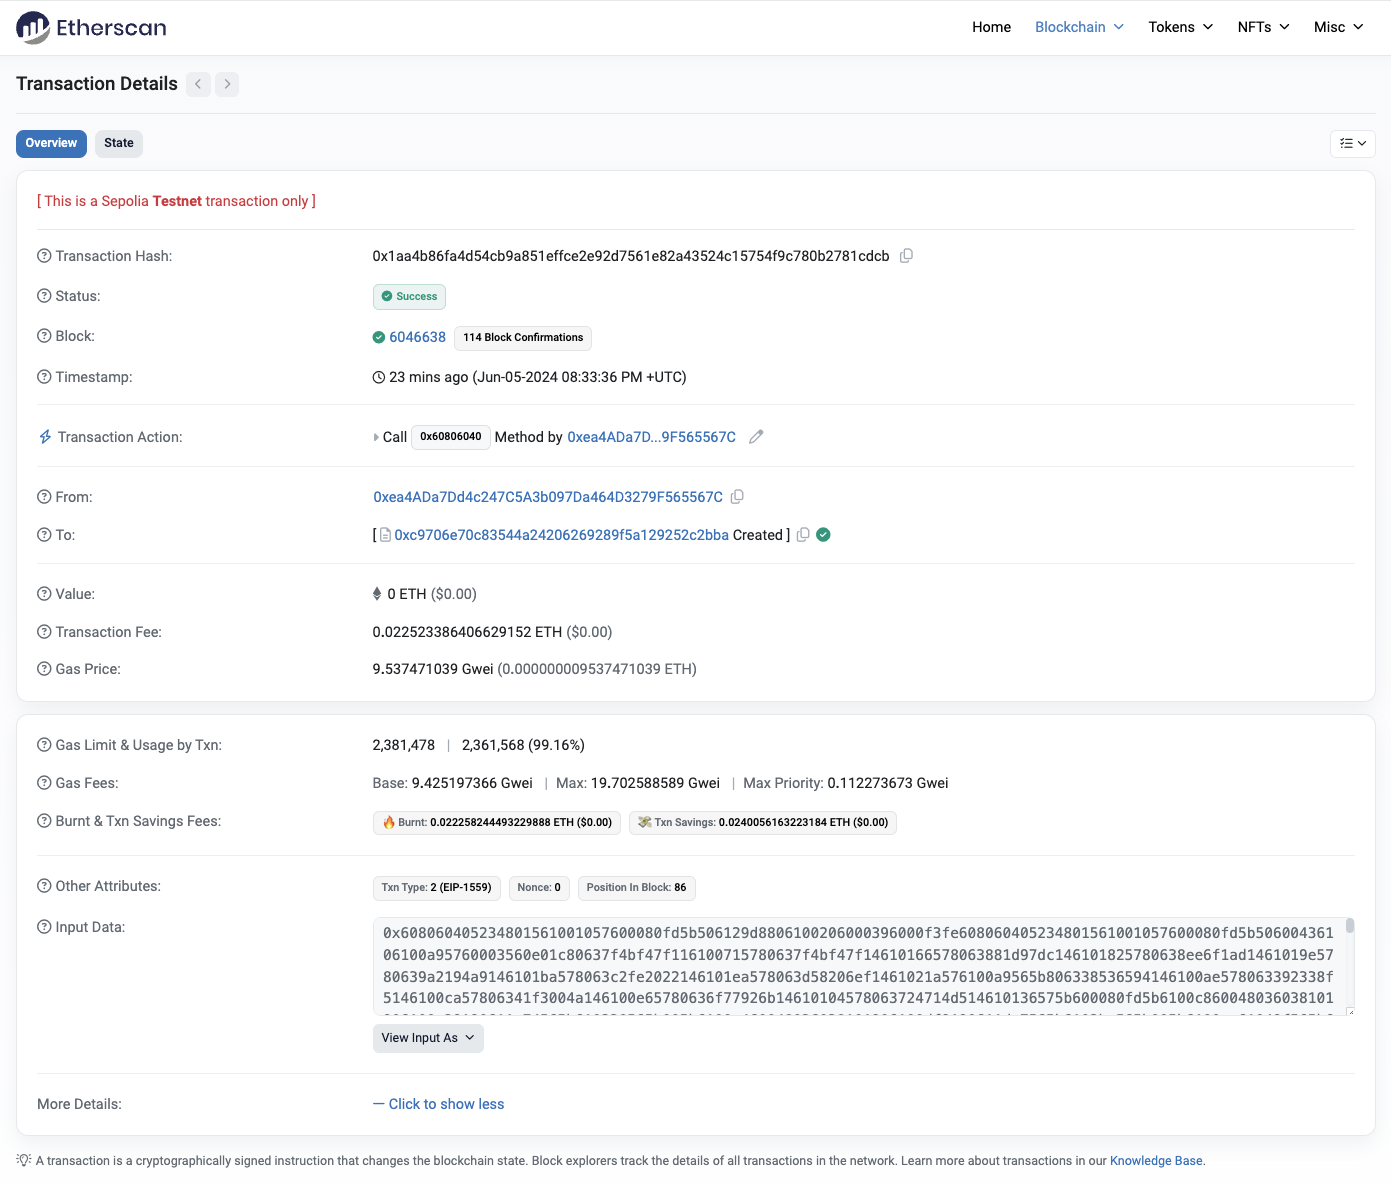 Etherscan
Home Blockchain Tokens NFTs Misc
Transaction Details
Overview State
[ This is a Sepolia Testnet transaction only ]
Transaction Hash: 0x1aa4b86fa4d54cb9a851effce2e92d7561e82a43524c15754f9c780b2781cdcb
Status: Success
Block: 6046638 114 Block Confirmations
Timestamp: 23 mins ago (Jun-05-2024 08:33:36 PM +UTC)
Transaction Action: Call 0x60806040 Method by 0xea4ADa7D...9F565567C
From: 0xea4ADa7Dd4c247C5A3b097Da464D3279F565567C
To: [ 0xc9706e70c83544a24206269289f5a129252c2bba Created ]
Value: 0 ETH ($0.00)
Transaction Fee: 0.022523386406629152 ETH ($0.00)
Gas Price: 9.537471039 Gwei (0.000000009537471039 ETH)
Gas Limit & Usage by Txn: 2,381,478 | 2,361,568 (99.16%)
Gas Fees: Base: 9.425197366 Gwei | Max: 19.702588589 Gwei | Max Priority: 0.112273673 Gwei
Burnt & Txn Savings Fees: Burnt: 0.022258244493229888 ETH ($0.00) Txn Savings: 0.0240056163223184 ETH ($0.00)
Other Attributes: Txn Type: 2 (EIP-1559) Nonce: 0 Position In Block: 86
Input Data: 0x608060405234801561001057600080fd5b506129d8806100206000396000f3fe608060405234801561001057600080fd5b506004361
06100a95760003560e01c80637f4bf47f116100715780637f4bf47f14610166578063881d97dc146101825780638ee6f1ad1461019e57
80639a2194a9146101ba578063c2fe2022146101ea578063d58206ef1461021a576100a9565b806338536594146100ae578063392338f
5146100ca57806341f3004a146100e65780636f77926b14610104578063724714d514610136575b600080fd5b6100c860048036038101
View Input As
More Details: — Click to show less
A transaction is a cryptographically signed instruction that changes the blockchain state. Block explorers track the details of all transactions in the network. Learn more about transactions in our Knowledge Base.